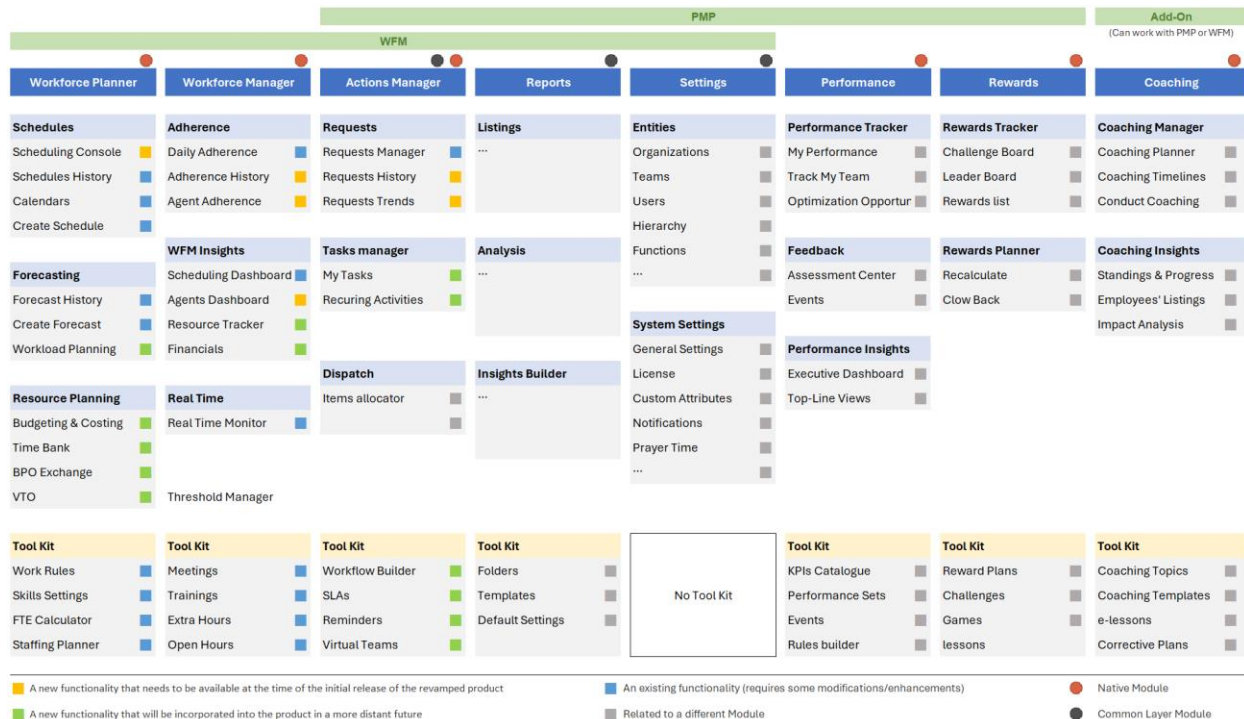 PMP
Add-On
(Can work with PMP or WFM)
WFM
Workforce Planner
Workforce Manager
Actions Manager
Reports
Settings
Performance
Rewards
Coaching
Schedules
Scheduling Console
Schedules History
Calendars
Create Schedule
Forecasting
Forecast History
Create Forecast
Workload Planning
Resource Planning
Budgeting & Costing
Time Bank
BPO Exchange
VTO
Tool Kit
Work Rules
Skills Settings
FTE Calculator
Staffing Planner
Adherence
Daily Adherence
Adherence History
Agent Adherence
WFM Insights
Scheduling Dashboard
Agents Dashboard
Resource Tracker
Financials
Real Time
Real Time Monitor
Threshold Manager
Tool Kit
Meetings
Trainings
Extra Hours
Open Hours
Requests
Requests Manager
Requests History
Requests Trends
Tasks manager
My Tasks
Recuring Activities
Dispatch
Items allocator
Tool Kit
Workflow Builder
SLAs
Reminders
Virtual Teams
Listings
...
Analysis
...
Insights Builder
...
Tool Kit
Folders
Templates
Default Settings
Entities
Organizations
Teams
Users
Hierarchy
Functions
...
System Settings
General Settings
License
Custom Attributes
Notifications
Prayer Time
...
No Tool Kit
Performance Tracker
My Performance
Track My Team
Optimization Opportur
Feedback
Assessment Center
Events
Performance Insights
Executive Dashboard
Top-Line Views
Tool Kit
KPIs Catalogue
Performance Sets
Events
Rules builder
Rewards Tracker
Challenge Board
Leader Board
Rewards list
Rewards Planner
Recalculate
Clow Back
Tool Kit
Reward Plans
Challenges
Games
lessons
Coaching Manager
Coaching Planner
Coaching Timelines
Conduct Coaching
Coaching Insights
Standings & Progress
Employees' Listings
Impact Analysis
Tool Kit
Coaching Topics
Coaching Templates
e-lessons
Corrective Plans
A new functionality that needs to be available at the time of the initial release of the revamped product
An existing functionality (requires some modifications/enhancements)
Native Module
A new functionality that will be incorporated into the product in a more distant future
Related to a different Module
Common Layer Module